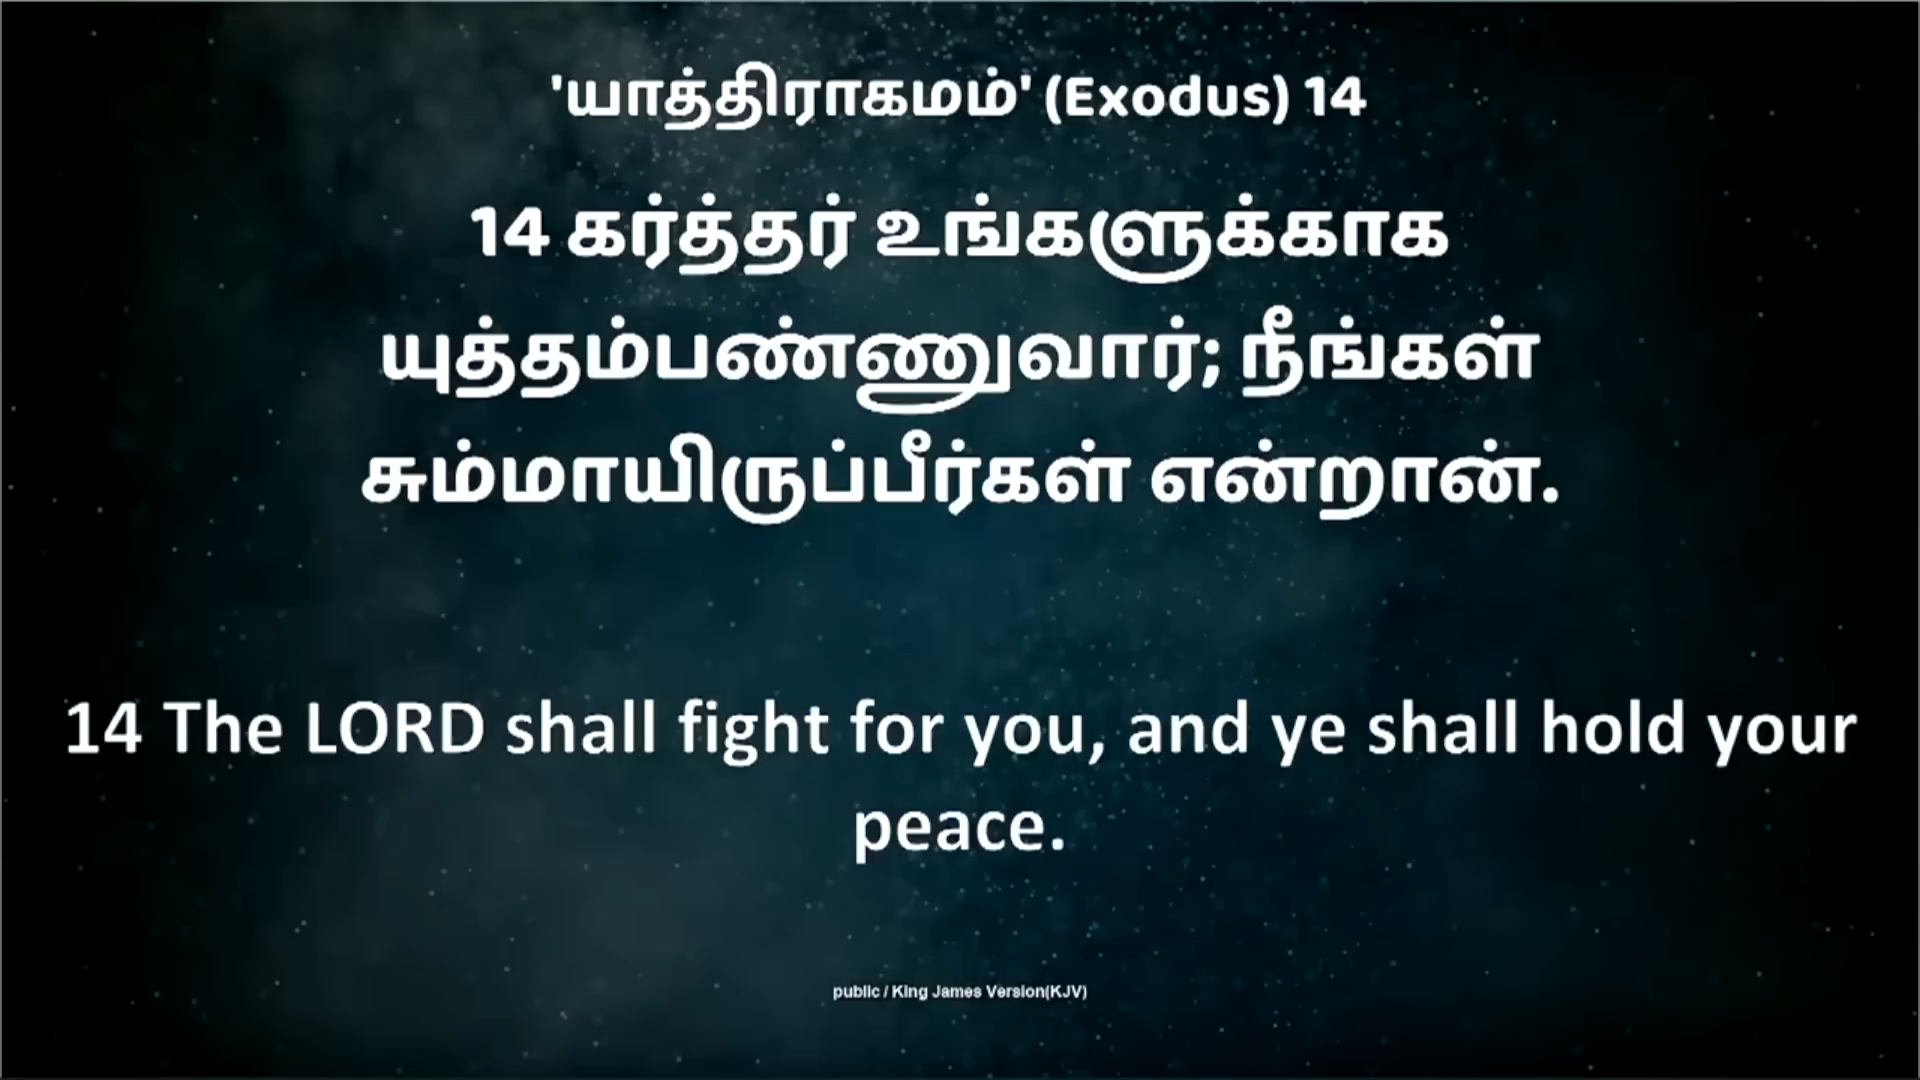 'யாத்திராகமம்' (Exodus) 14
14 கர்த்தர் உங்களுக்காக
யுத்தம்பண்ணுவார்; நீங்கள்
சும்மாயிருப்பீர்கள் என்றான்.
14 The LORD shall fight for you, and ye shall hold your
peace.
public / King James Version(KJV)